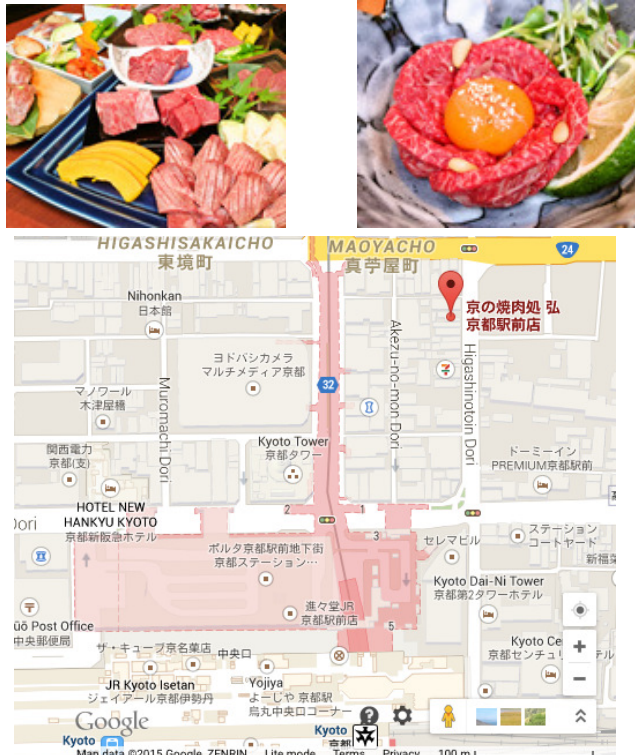 HIGASHISAKAICHO
東境町
MAOYACHO
真苧屋町
24
Nihonkan
日本館
京の焼肉処 弘
京都駅前店
ヨドバシカメラ
マルチメディア京都
Akezu-no-mon Dori
Higashinotoin Dori
Muromachi Dori
マノワール
木津屋橋
32
7
Kyoto Tower
京都タワー
関西電力
京都(支)
ドーミーイン
PREMIUM京都駅前
HOTEL NEW
HANKYU KYOTO
京都新阪急ホテル
Dori
2
1
3
ポルタ京都駅前地下街
京都ステーション…
セレマビル
ステーション
コートヤード
新福
Kyoto Dai-Ni Tower
京都第2タワーホテル
進々堂JR
京都駅前店
5
ūō Post Office
中央郵便局
ザ・キューブ京名菓店
中央口
Kyoto Ce
京都センチュ
テル
JR Kyoto Isetan
ジェイアール京都伊勢丹
Yojiya
よーじや 京都駅
烏丸中央口コーナー
Google
Kyoto
Kyoto
京都
Map data ©2015 Google, ZENRIN
Lite mode
Terms
Privacy
100 m